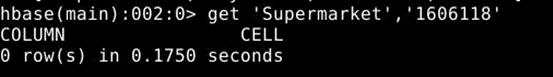 hbase(main):002:0> get 'Supermarket','1606118'
COLUMN CELL
0 row(s) in 0.1750 seconds